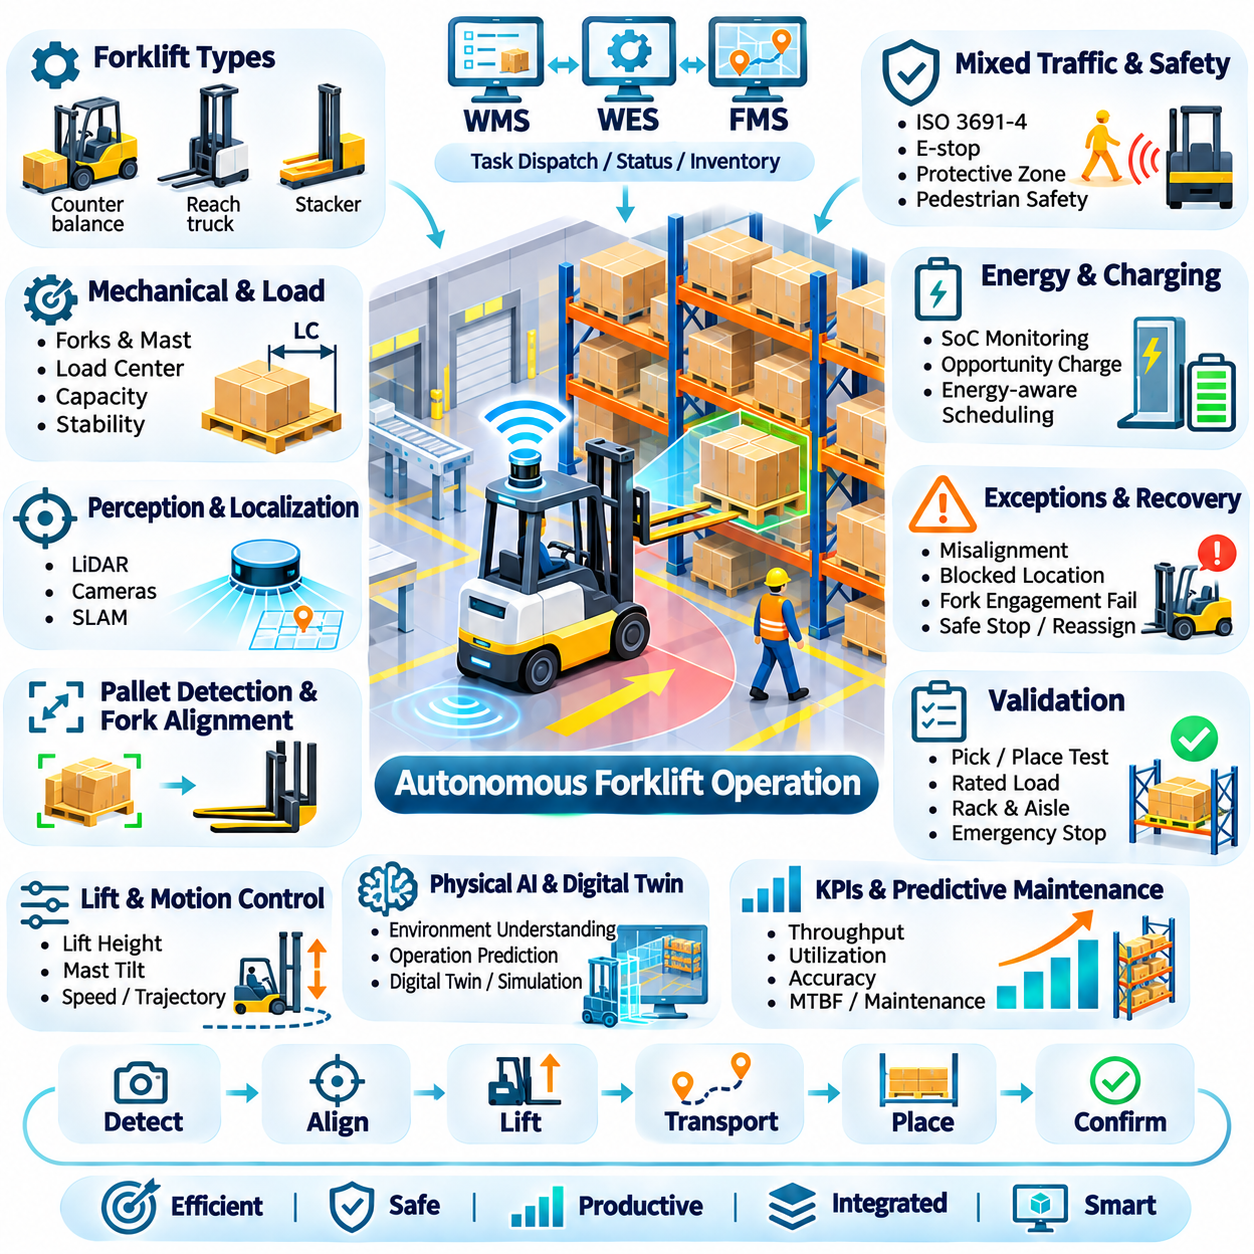 Forklift Types
Counter
balance
Reach
truck
Stacker
WMS
WES
FMS
Task Dispatch / Status / Inventory
Mixed Traffic & Safety
• ISO 3691-4
• E-stop
• Protective Zone
• Pedestrian Safety
Mechanical & Load
• Forks & Mast
• Load Center
• Capacity
• Stability
LC
Energy & Charging
• SoC Monitoring
• Opportunity Charge
• Energy-aware
Scheduling
Perception & Localization
• LiDAR
• Cameras
• SLAM
Exceptions & Recovery
• Misalignment
• Blocked Location
• Fork Engagement Fail
• Safe Stop / Reassign
Pallet Detection &
Fork Alignment
Autonomous Forklift Operation
Validation
• Pick / Place Test
• Rated Load
• Rack & Aisle
• Emergency Stop
Lift & Motion Control
• Lift Height
• Mast Tilt
• Speed / Trajectory
Physical AI & Digital Twin
• Environment Understanding
• Operation Prediction
• Digital Twin / Simulation
KPIs & Predictive Maintenance
• Throughput
• Utilization
• Accuracy
• MTBF / Maintenance
Detect
Align
Lift
Transport
Place
Confirm
Efficient
Safe
Productive
Integrated
Smart